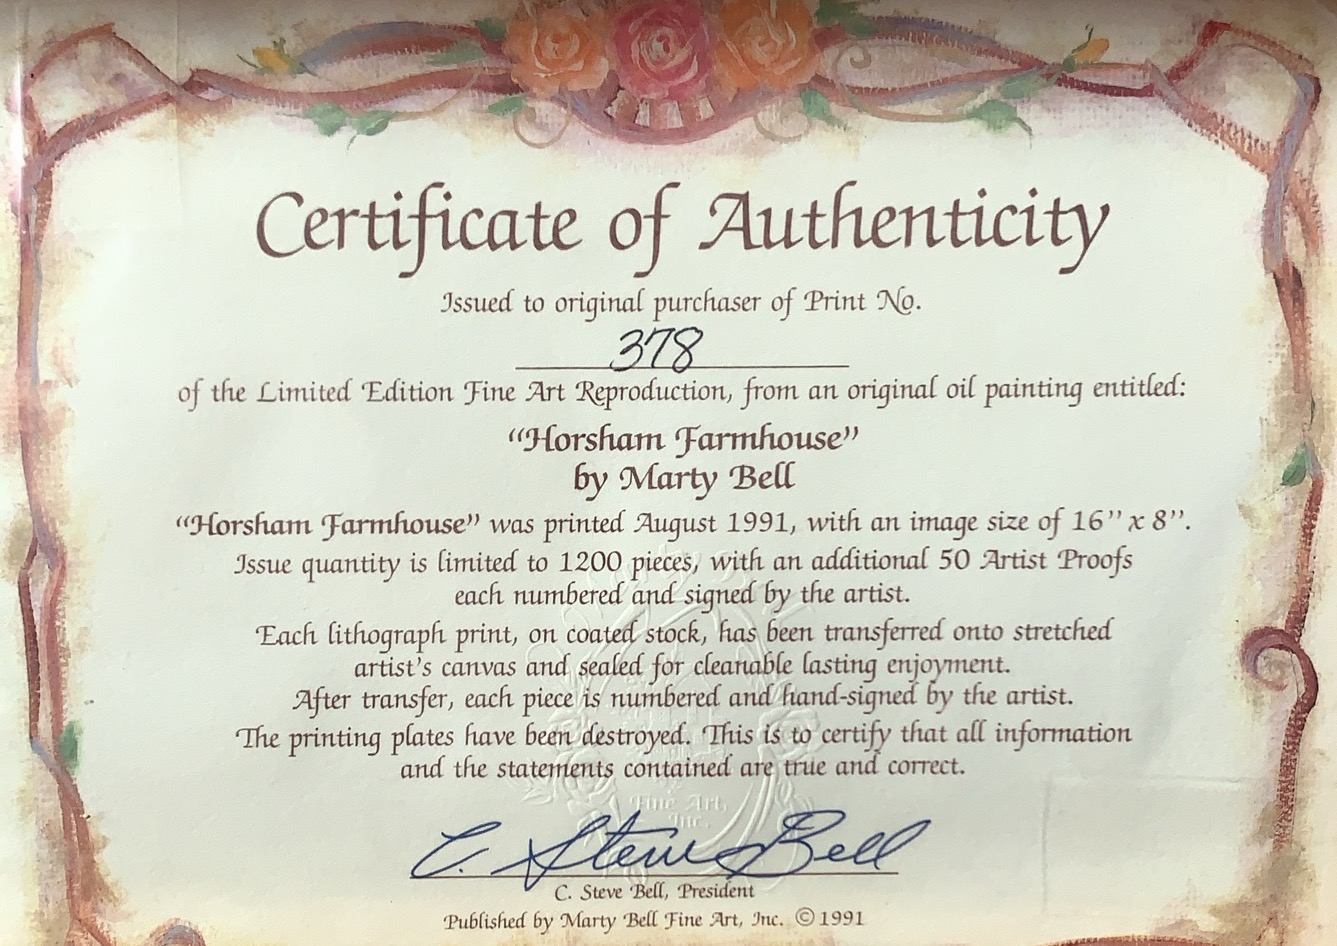 Certificate of Authenticity
Issued to original purchaser of Print No.
378
of the Limited Edition Fine Art Reproduction, from an original oil painting entitled:
“Horsham Farmhouse”
by Marty Bell
“Horsham Farmhouse” was printed August 1991, with an image size of 16” x 8”.
Issue quantity is limited to 1200 pieces, with an additional 50 Artist Proofs
each numbered and signed by the artist.
Each lithograph print, on coated stock, has been transferred onto stretched
artist’s canvas and sealed for cleanable lasting enjoyment.
After transfer, each piece is numbered and hand-signed by the artist.
The printing plates have been destroyed. This is to certify that all information
and the statements contained are true and correct.
Fine Art,
Inc.
C. Steve Bell
C. Steve Bell, President
Published by Marty Bell Fine Art, Inc. © 1991